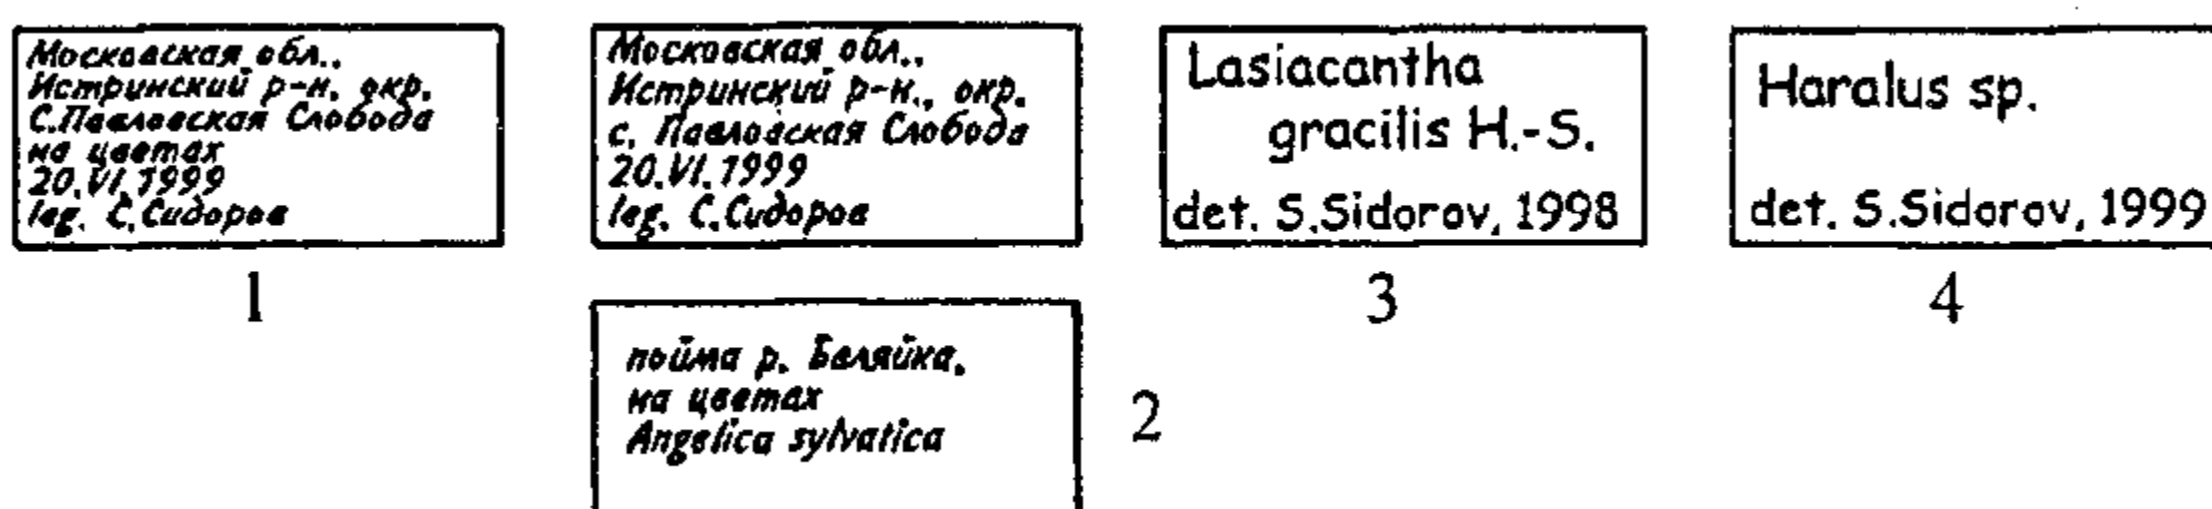 Московская обл.,
Истринский р-н, окр.
С.Павловская Слобода
на цветах
20.VI.1999
leg. С.Сидоров
1
Московская обл.,
Истринский р-н., окр.
с. Павловская Слобода
20.VI.1999
leg. С.Сидоров
пойма р. Беляйка,
на цветах
Angelica sylvatica
2
Lasiacantha
gracilis H.-S.
det. S.Sidorov, 1998
3
Haralus sp.
det. S.Sidorov, 1999
4